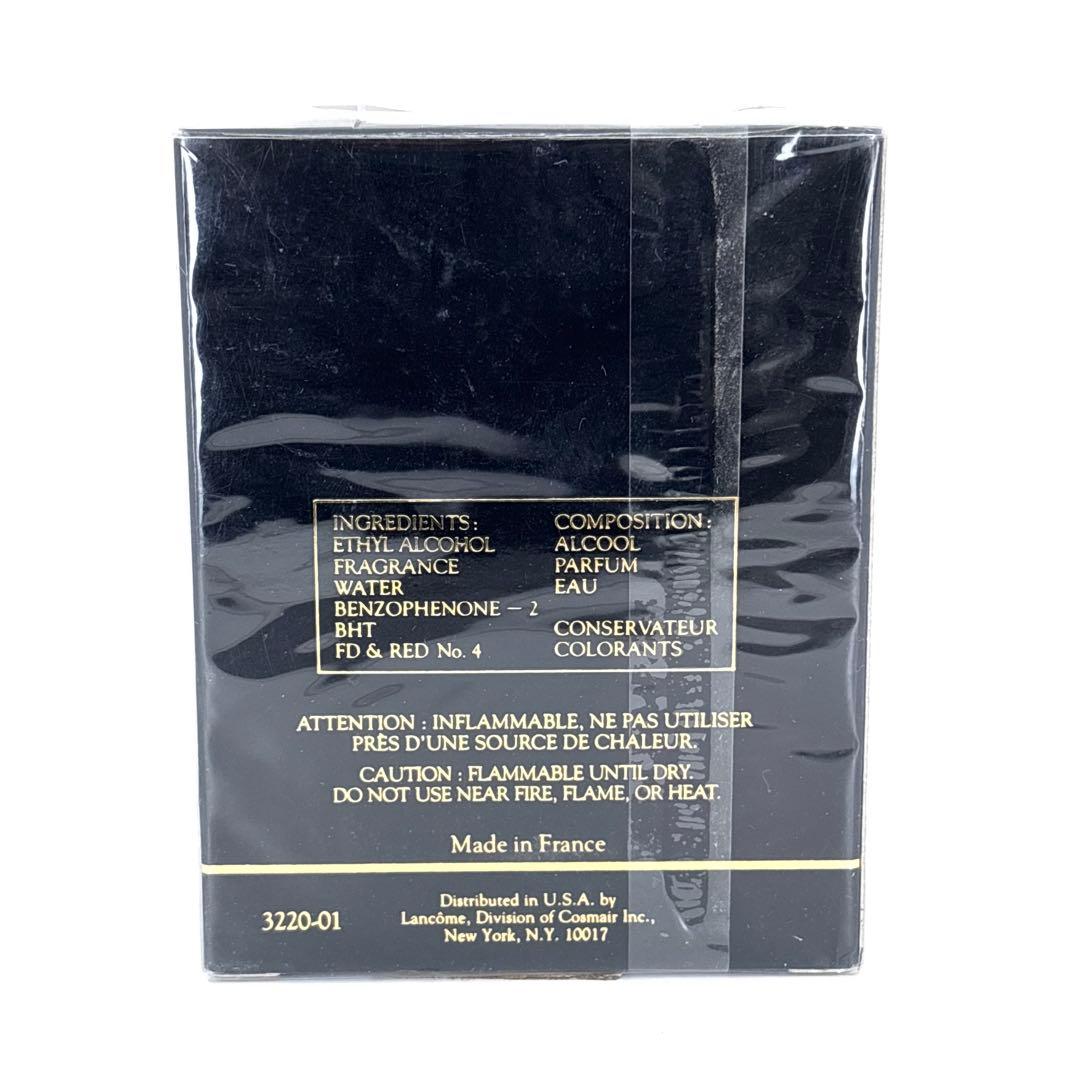 INGREDIENTS: COMPOSITION:
ETHYL ALCOHOL ALCOOL
FRAGRANCE PARFUM
WATER EAU
BENZOPHENONE – 2
BHT CONSERVATEUR
FD & RED No. 4 COLORANTS
ATTENTION : INFLAMMABLE, NE PAS UTILISER
PRÈS D'UNE SOURCE DE CHALEUR.
CAUTION : FLAMMABLE UNTIL DRY.
DO NOT USE NEAR FIRE, FLAME, OR HEAT.
Made in France
Distributed in U.S.A. by
Lancôme, Division of Cosmair Inc.,
New York, N.Y. 10017
3220-01